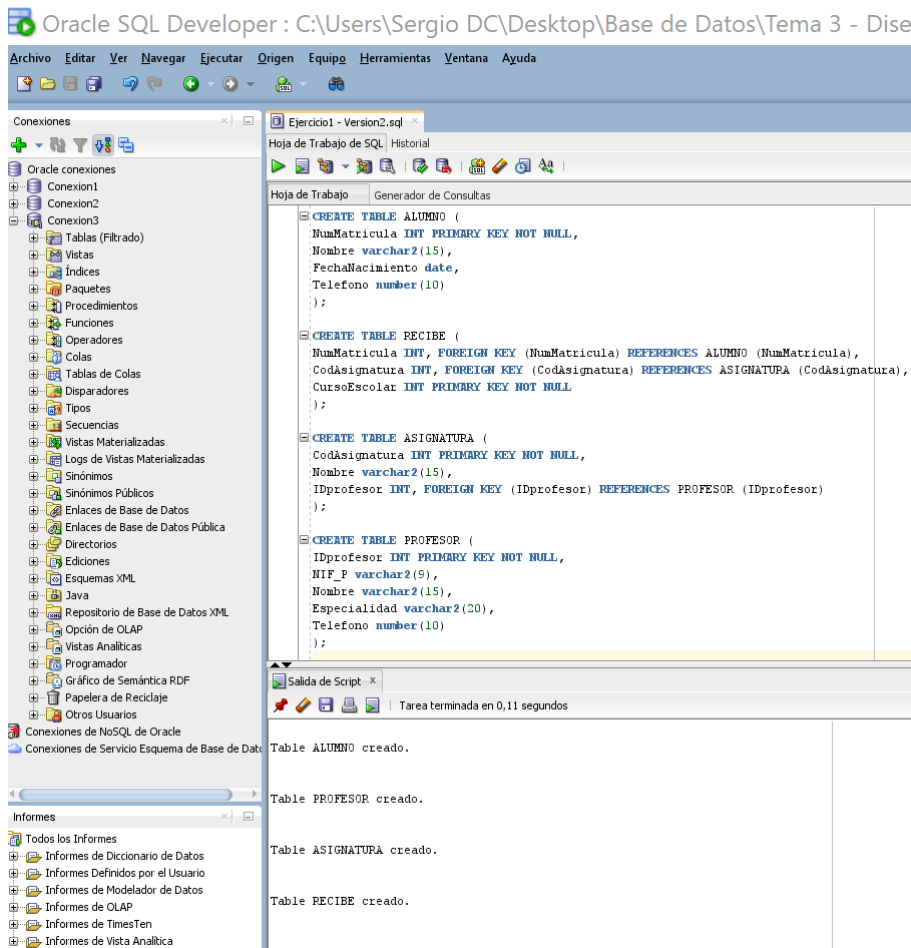 Oracle SQL Developer : C:\Users\Sergio DC\Desktop\Base de Datos\Tema 3 - Dise
Archivo Editar Ver Navegar Ejecutar Origen Equipo Herramientas Ventana Ayuda
Conexiones
Oracle conexiones
Conexion1
Conexion2
Conexion3
Tablas (Filtrado)
Vistas
Índices
Paquetes
Procedimientos
Funciones
Operadores
Colas
Tablas de Colas
Disparadores
Tipos
Secuencias
Vistas Materializadas
Logs de Vistas Materializadas
Sinónimos
Sinónimos Públicos
Enlaces de Base de Datos
Enlaces de Base de Datos Pública
Directorios
Ediciones
Esquemas XML
Java
Repositorio de Base de Datos XML
Opción de OLAP
Vistas Analíticas
Programador
Gráfico de Semántica RDF
Papelera de Reciclaje
Otros Usuarios
Conexiones de NoSQL de Oracle
Conexiones de Servicio Esquema de Base de Dato
Informes
Todos los Informes
Informes de Diccionario de Datos
Informes Definidos por el Usuario
Informes de Modelador de Datos
Informes de OLAP
Informes de TimesTen
Informes de Vista Analítica
Ejercicio1 - Version2.sql
Hoja de Trabajo de SQL Historial
Hoja de Trabajo Generador de Consultas
CREATE TABLE ALUMNO (
NumMatricula INT PRIMARY KEY NOT NULL,
Nombre varchar2(15),
FechaNacimiento date,
Telefono number(10)
);
CREATE TABLE RECIBE (
NumMatricula INT, FOREIGN KEY (NumMatricula) REFERENCES ALUMNO (NumMatricula),
CodAsignatura INT, FOREIGN KEY (CodAsignatura) REFERENCES ASIGNATURA (CodAsignatura),
CursoEscolar INT PRIMARY KEY NOT NULL
);
CREATE TABLE ASIGNATURA (
CodAsignatura INT PRIMARY KEY NOT NULL,
Nombre varchar2(15),
IDprofesor INT, FOREIGN KEY (IDprofesor) REFERENCES PROFESOR (IDprofesor)
);
CREATE TABLE PROFESOR (
IDprofesor INT PRIMARY KEY NOT NULL,
NIF_P varchar2(9),
Nombre varchar2(15),
Especialidad varchar2(20),
Telefono number(10)
);
Salida de Script
Tarea terminada en 0,11 segundos
Table ALUMNO creado.
Table PROFESOR creado.
Table ASIGNATURA creado.
Table RECIBE creado.